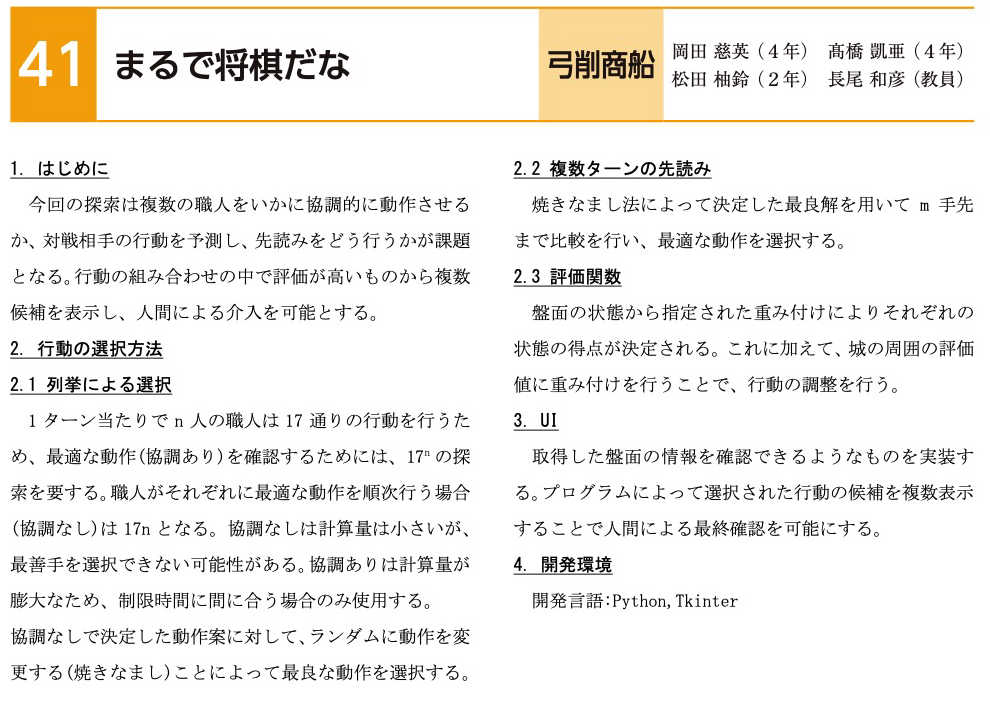 41
まるで将棋だな
弓削商船
岡田 慈英（４年） 髙橋 凱亜（４年）
松田 柚鈴（２年） 長尾 和彦（教員）
1. はじめに
今回の探索は複数の職人をいかに協調的に動作させる
か、対戦相手の行動を予測し、先読みをどう行うかが課題
となる。行動の組み合わせの中で評価が高いものから複数
候補を表示し、人間による介入を可能とする。
2. 行動の選択方法
2.1 列挙による選択
1 ターン当たりで n 人の職人は 17 通りの行動を行うた
め、最適な動作(協調あり)を確認するためには、17ⁿ の探
索を要する。職人がそれぞれに最適な動作を順次行う場合
(協調なし)は 17n となる。協調なしは計算量は小さいが、
最善手を選択できない可能性がある。協調ありは計算量が
膨大なため、制限時間に間に合う場合のみ使用する。
協調なしで決定した動作案に対して、ランダムに動作を変
更する(焼きなまし)ことによって最良な動作を選択する。
2.2 複数ターンの先読み
焼きなまし法によって決定した最良解を用いて m 手先
まで比較を行い、最適な動作を選択する。
2.3 評価関数
盤面の状態から指定された重み付けによりそれぞれの
状態の得点が決定される。これに加えて、城の周囲の評価
値に重み付けを行うことで、行動の調整を行う。
3. UI
取得した盤面の情報を確認できるようなものを実装す
る。プログラムによって選択された行動の候補を複数表示
することで人間による最終確認を可能にする。
4. 開発環境
開発言語:Python,Tkinter